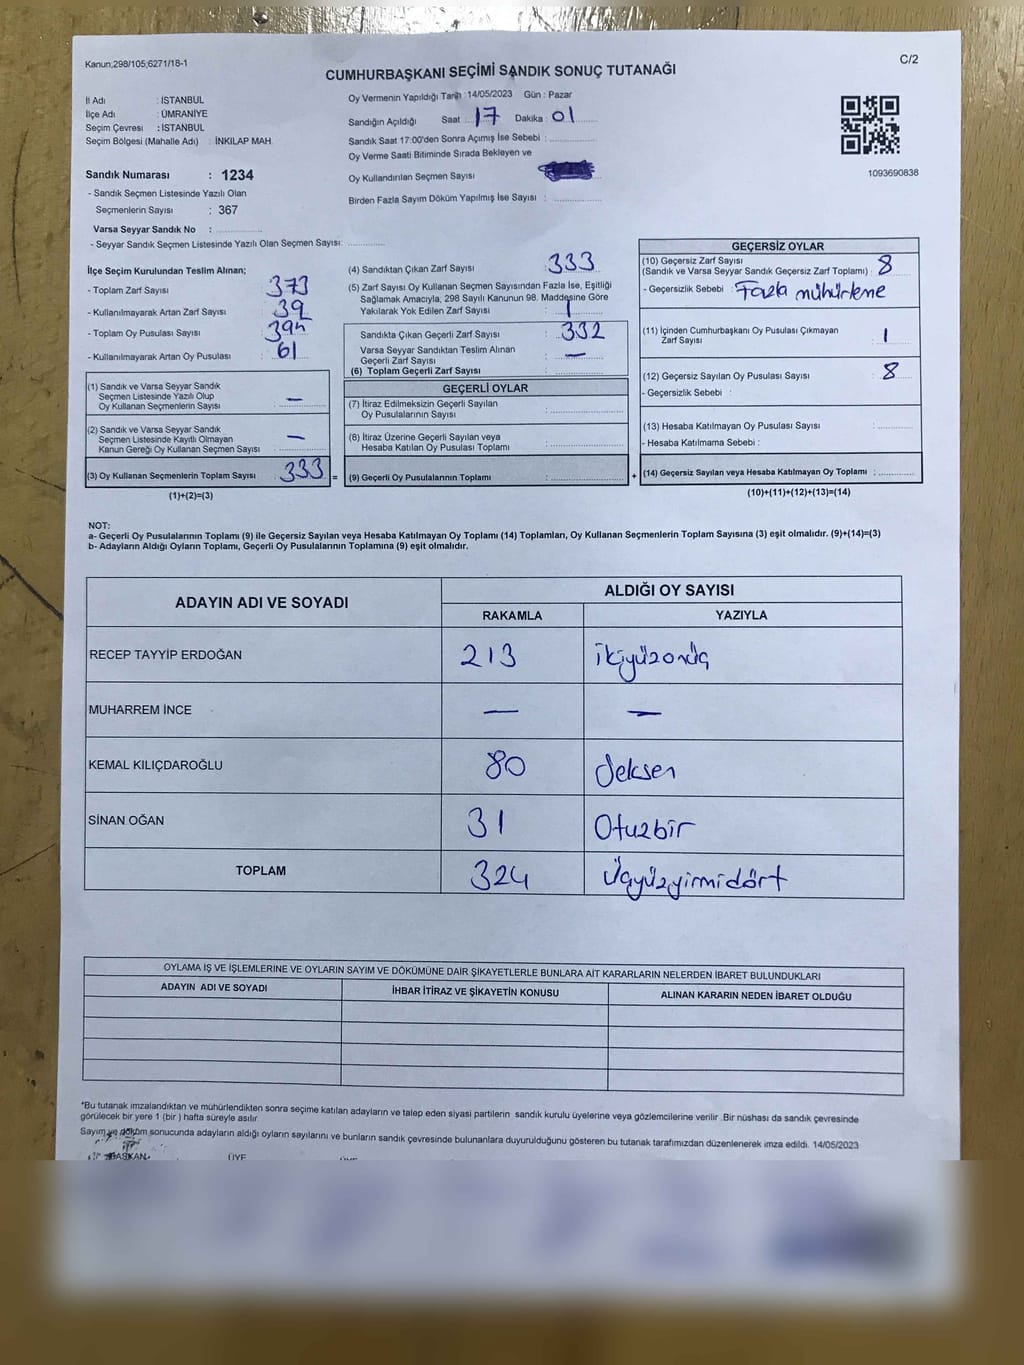 Kanun;298/105;6271/18-1
C/2
CUMHURBAŞKANI SEÇİMİ SANDIK SONUÇ TUTANAĞI
İl Adı : İSTANBUL
İlçe Adı : ÜMRANİYE
Seçim Çevresi : İSTANBUL
Seçim Bölgesi (Mahalle Adı) : İNKILAP MAH.
Oy Vermenin Yapıldığı Tarih : 14/05/2023 Gün : Pazar
Sandığın Açıldığı Saat : 17 Dakika : 01
Sandık Saat 17:00'den Sonra Açımış İse Sebebi :
Oy Verme Saati Bitiminde Sırada Bekleyen ve
Oy Kullandırılan Seçmen Sayısı
Birden Fazla Sayım Döküm Yapılmış İse Sayısı :
1093690838
Sandık Numarası : 1234
- Sandık Seçmen Listesinde Yazılı Olan
Seçmenlerin Sayısı : 367
Varsa Seyyar Sandık No :
- Seyyar Sandık Seçmen Listesinde Yazılı Olan Seçmen Sayısı:
İlçe Seçim Kurulundan Teslim Alınan;
- Toplam Zarf Sayısı : 373
- Kullanılmayarak Artan Zarf Sayısı : 39
- Toplam Oy Pusulası Sayısı :
- Kullanılmayarak Artan Oy Pusulası : 61
(1) Sandık ve Varsa Seyyar Sandık
Seçmen Listesinde Yazılı Olup
Oy Kullanan Seçmenlerin Sayısı : —
(2) Sandık ve Varsa Seyyar Sandık
Seçmen Listesinde Kayıtlı Olmayan
Kanun Gereği Oy Kullanan Seçmen Sayısı : —
(3) Oy Kullanan Seçmenlerin Toplam Sayısı : 333 =
(1)+(2)=(3)
(4) Sandıktan Çıkan Zarf Sayısı : 333
(5) Zarf Sayısı Oy Kullanan Seçmen Sayısından Fazla İse, Eşitliği
Sağlamak Amacıyla, 298 Sayılı Kanunun 98. Maddesine Göre
Yakılarak Yok Edilen Zarf Sayısı : 1
Sandıkta Çıkan Geçerli Zarf Sayısı : 332
Varsa Seyyar Sandıktan Teslim Alınan
Geçerli Zarf Sayısı : —
(6) Toplam Geçerli Zarf Sayısı :
GEÇERLİ OYLAR
(7) İtiraz Edilmeksizin Geçerli Sayılan
Oy Pusulalarının Sayısı :
(8) İtiraz Üzerine Geçerli Sayılan veya
Hesaba Katılan Oy Pusulası Toplamı :
(9) Geçerli Oy Pusulalarının Toplamı : +
GEÇERSİZ OYLAR
(10) Geçersiz Zarf Sayısı
(Sandık ve Varsa Seyyar Sandık Geçersiz Zarf Toplamı) : 8
- Geçersizlik Sebebi : Fazla mühürleme
(11) İçinden Cumhurbaşkanı Oy Pusulası Çıkmayan
Zarf Sayısı : 1
(12) Geçersiz Sayılan Oy Pusulası Sayısı : 8
- Geçersizlik Sebebi :
(13) Hesaba Katılmayan Oy Pusulası Sayısı :
- Hesaba Katılmama Sebebi :
(14) Geçersiz Sayılan veya Hesaba Katılmayan Oy Toplamı :
(10)+(11)+(12)+(13)=(14)
NOT:
a- Geçerli Oy Pusulalarının Toplamı (9) ile Geçersiz Sayılan veya Hesaba Katılmayan Oy Toplamı (14) Toplamları, Oy Kullanan Seçmenlerin Toplam Sayısına (3) eşit olmalıdır. (9)+(14)=(3)
b- Adayların Aldığı Oyların Toplamı, Geçerli Oy Pusulalarının Toplamına (9) eşit olmalıdır.
ADAYIN ADI VE SOYADI ALDIĞI OY SAYISI
RAKAMLA YAZIYLA
RECEP TAYYİP ERDOĞAN 213 ikiyüzonüç
MUHARREM İNCE — —
KEMAL KILIÇDAROĞLU 80 Seksen
SİNAN OĞAN 31 Otuzbir
TOPLAM 324 Üçyüzyirmidört
OYLAMA İŞ VE İŞLEMLERİNE VE OYLARIN SAYIM VE DÖKÜMÜNE DAİR ŞİKAYETLERLE BUNLARA AİT KARARLARIN NELERDEN İBARET BULUNDUKLARI
ADAYIN ADI VE SOYADI İHBAR İTİRAZ VE ŞİKAYETİN KONUSU ALINAN KARARIN NEDEN İBARET OLDUĞU
*Bu tutanak imzalandıktan ve mühürlendikten sonra seçime katılan adayların ve talep eden siyasi partilerin sandık kurulu üyelerine veya gözlemcilerine verilir .Bir nüshası da sandık çevresinde
görülecek bir yere 1 (bir ) hafta süreyle asılır
Sayım ve döküm sonucunda adayların aldığı oyların sayılarını ve bunların sandık çevresinde bulunanlara duyurulduğunu gösteren bu tutanak tarafımızdan düzenlenerek imza edildi. 14/05/2023
BAŞKAN ÜYE ÜYE